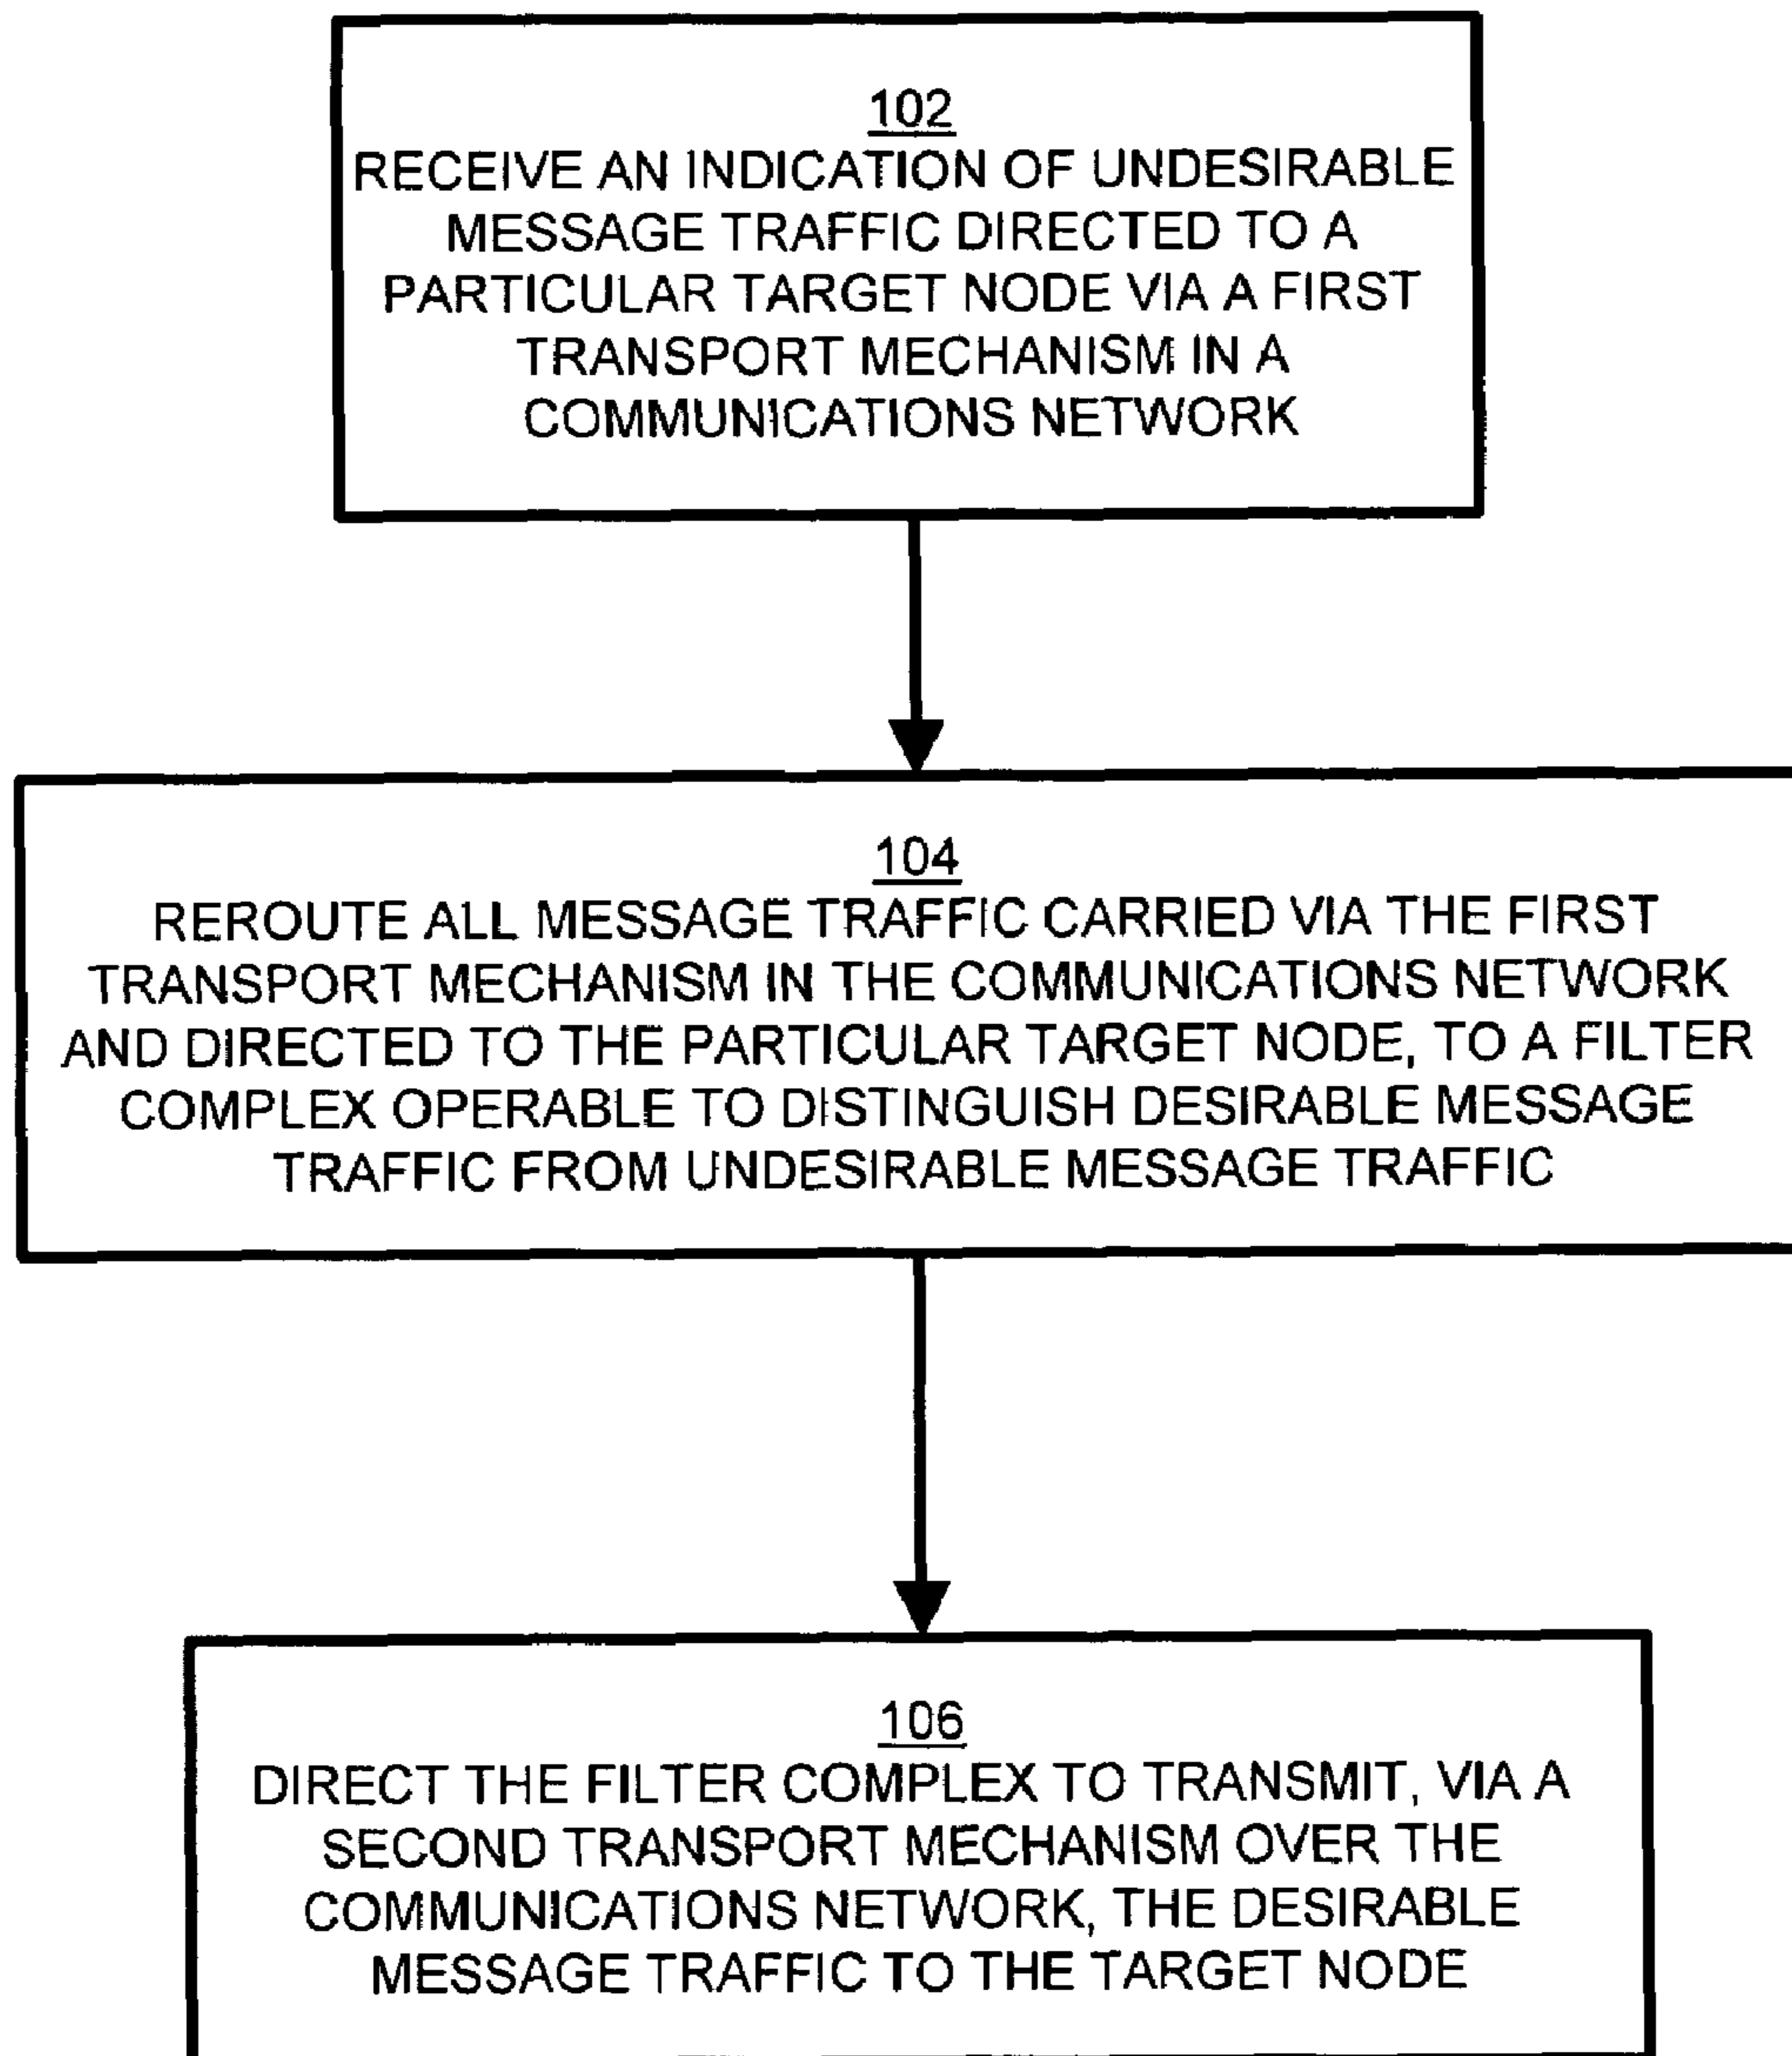 102
RECEIVE AN INDICATION OF UNDESIRABLE
MESSAGE TRAFFIC DIRECTED TO A
PARTICULAR TARGET NODE VIA A FIRST
TRANSPORT MECHANISM IN A
COMMUNICATIONS NETWORK
104
REROUTE ALL MESSAGE TRAFFIC CARRIED VIA THE FIRST
TRANSPORT MECHANISM IN THE COMMUNICATIONS NETWORK
AND DIRECTED TO THE PARTICULAR TARGET NODE, TO A FILTER
COMPLEX OPERABLE TO DISTINGUISH DESIRABLE MESSAGE
TRAFFIC FROM UNDESIRABLE MESSAGE TRAFFIC
106
DIRECT THE FILTER COMPLEX TO TRANSMIT, VIA A
SECOND TRANSPORT MECHANISM OVER THE
COMMUNICATIONS NETWORK, THE DESIRABLE
MESSAGE TRAFFIC TO THE TARGET NODE